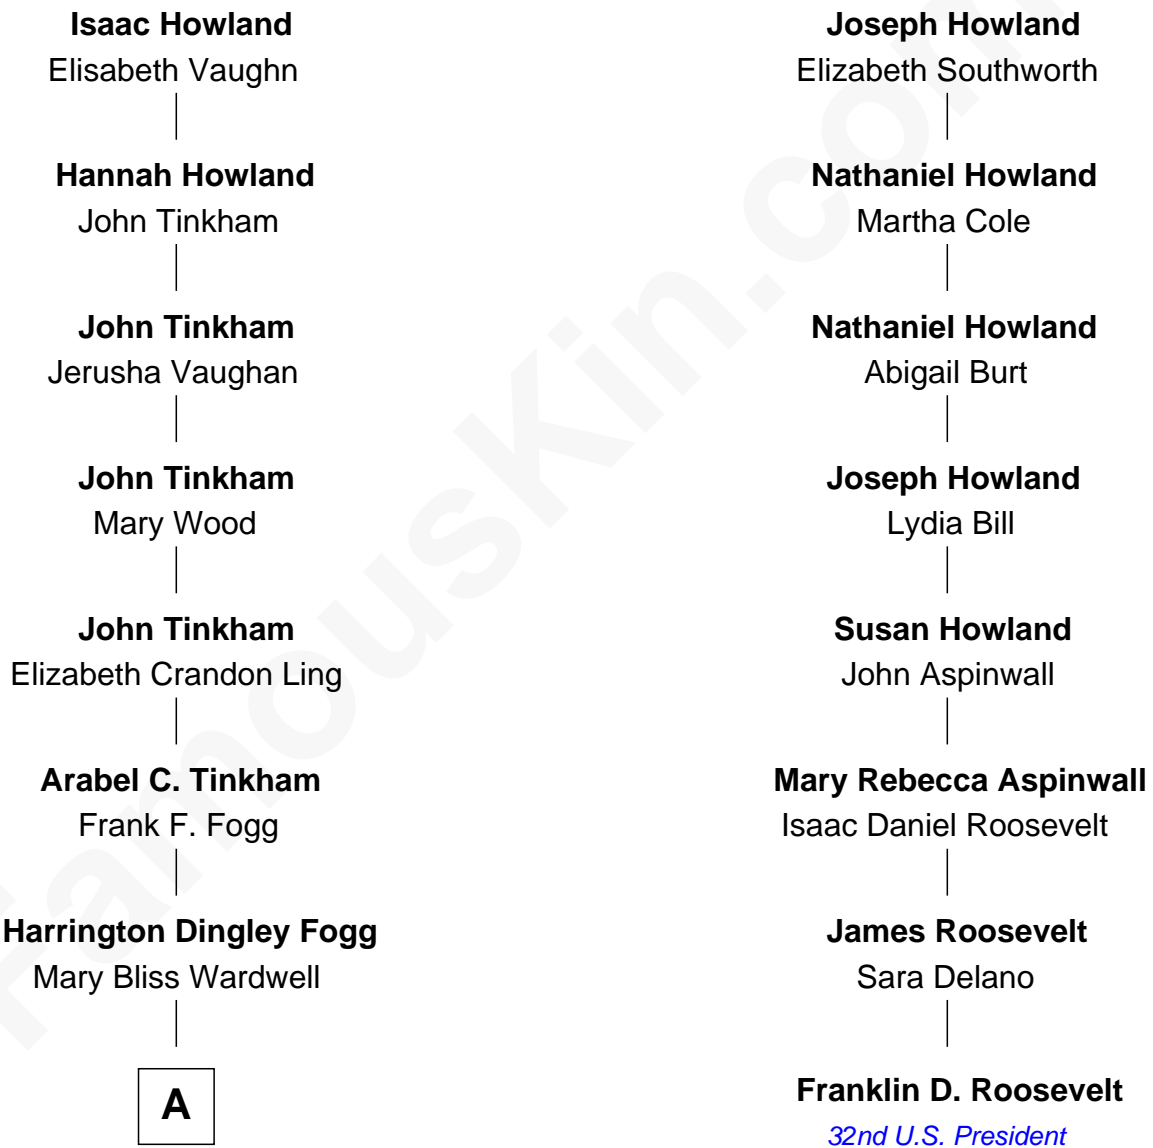 Isaac Howland
Elisabeth Vaughn
Hannah Howland
John Tinkham
John Tinkham
Jerusha Vaughan
John Tinkham
Mary Wood
John Tinkham
Elizabeth Crandon Ling
Arabel C. Tinkham
Frank F. Fogg
Harrington Dingley Fogg
Mary Bliss Wardwell
A
Joseph Howland
Elizabeth Southworth
Nathaniel Howland
Martha Cole
Nathaniel Howland
Abigail Burt
Joseph Howland
Lydia Bill
Susan Howland
John Aspinwall
Mary Rebecca Aspinwall
Isaac Daniel Roosevelt
James Roosevelt
Sara Delano
Franklin D. Roosevelt
32nd U.S. President
FamousKin.com